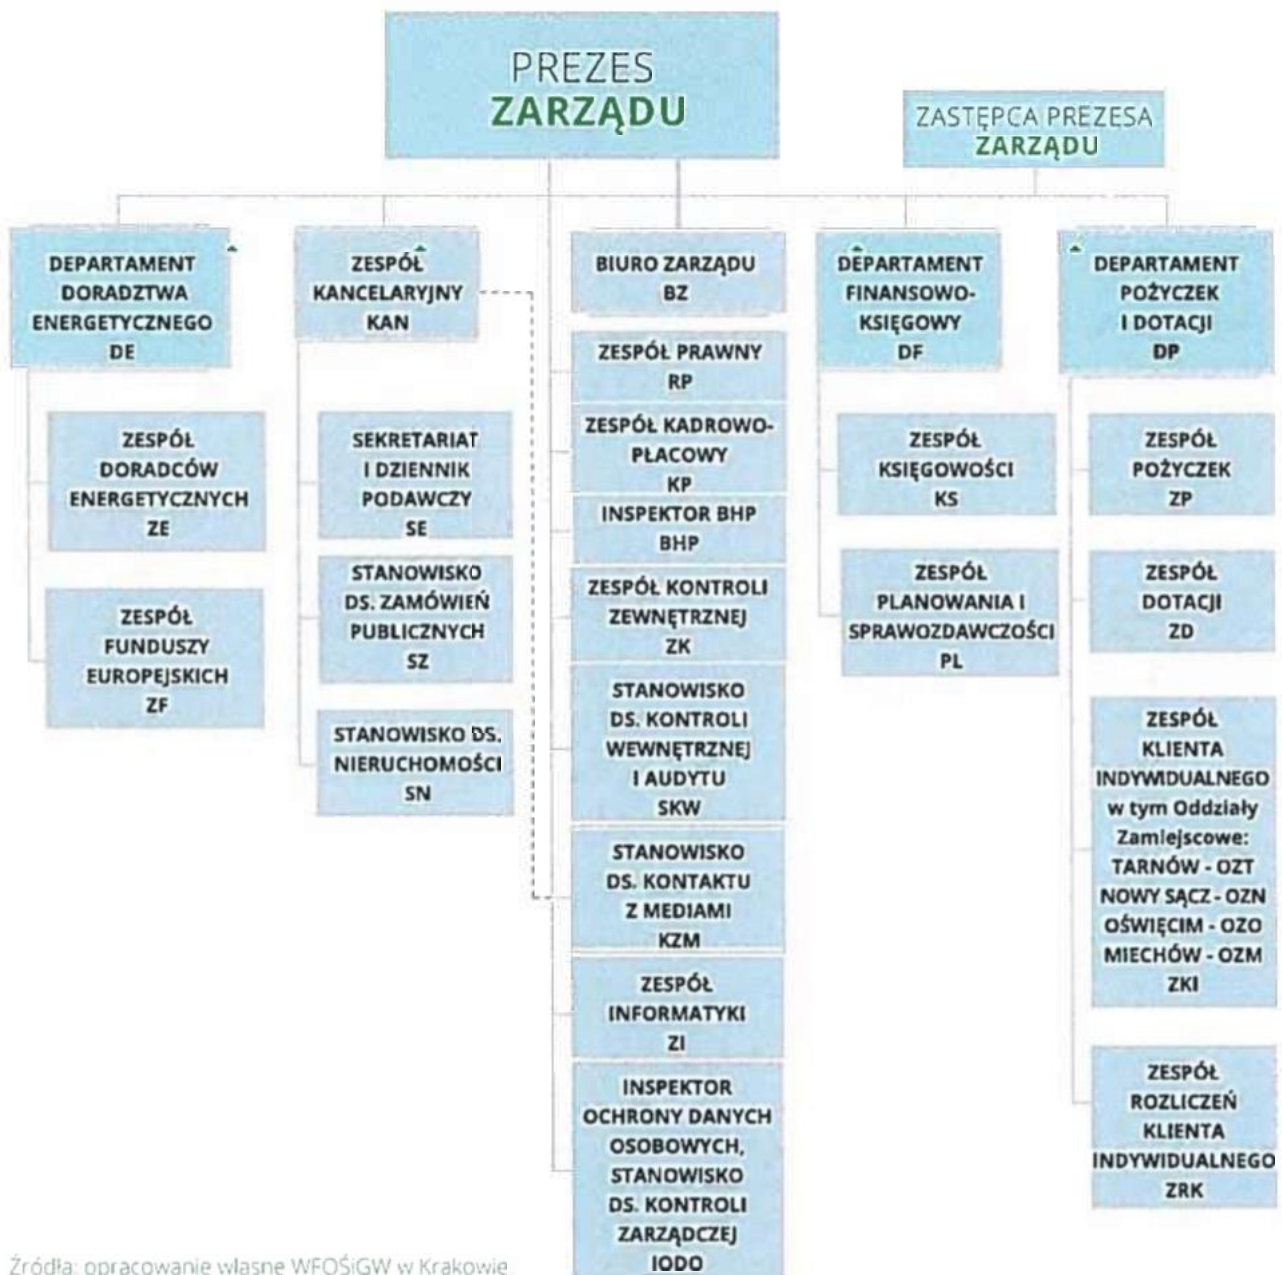 PREZES
ZARZĄDU
ZASTĘPCA PREZESA
ZARZĄDU
DEPARTAMENT
DORADZTWA
ENERGETYCZNEGO
DE
ZESPÓŁ
DORADCÓW
ENERGETYCZNYCH
ZE
ZESPÓŁ
FUNDUSZY
EUROPEJSKICH
ZF
ZESPÓŁ
KANCELARYJNY
KAN
SEKRETARIAT
I DZIENNIK
PODAWCZY
SE
STANOWISKO
DS. ZAMÓWIEŃ
PUBLICZNYCH
SZ
STANOWISKO DS.
NIERUCHOMOŚCI
SN
BIURO ZARZĄDU
BZ
ZESPÓŁ PRAWNY
RP
ZESPÓŁ KADROWO-
PŁACOWY
KP
INSPEKTOR BHP
BHP
ZESPÓŁ KONTROLI
ZEWNĘTRZNEJ
ZK
STANOWISKO
DS. KONTROLI
WEWNĘTRZNEJ
I AUDYTU
SKW
STANOWISKO
DS. KONTAKTU
Z MEDIAMI
KZM
ZESPÓŁ
INFORMATYKI
ZI
INSPEKTOR
OCHRONY DANYCH
OSOBOWYCH,
STANOWISKO
DS. KONTROLI
ZARZĄDCZEJ
IODO
DEPARTAMENT
FINANSOWO-
KSIĘGOWY
DF
ZESPÓŁ
KSIĘGOWOŚCI
KS
ZESPÓŁ
PLANOWANIA I
SPRAWOZDAWCZOŚCI
PL
DEPARTAMENT
POŻYCZEK
I DOTACJI
DP
ZESPÓŁ
POŻYCZEK
ZP
ZESPÓŁ
DOTACJI
ZD
ZESPÓŁ
KLIENTA
INDYWIDUALNEGO
w tym Oddziały
Zamiejscowe:
TARNÓW - OZT
NOWY SĄCZ - OZN
OŚWIĘCIM - OZO
MIECHÓW - OZM
ZKI
ZESPÓŁ
ROZLICZEŃ
KLIENTA
INDYWIDUALNEGO
ZRK
Źródła: opracowanie własne WFOŚiGW w Krakowie